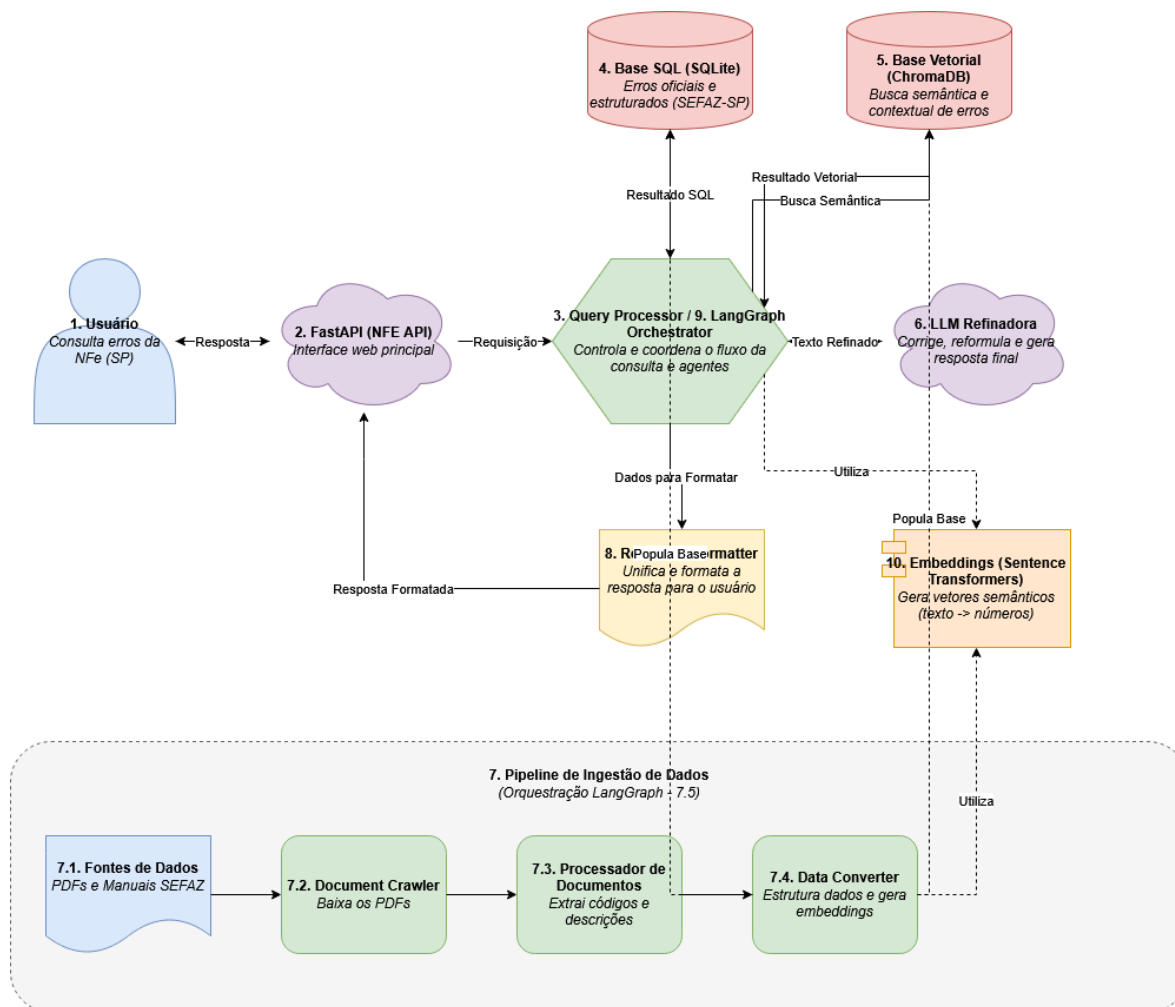 4. Base SQL (SQLite)
Erros oficiais e
estruturados (SEFAZ-SP)
5. Base Vetorial
(ChromaDB)
Busca semântica e
contextual de erros
Resultado Vetorial
Resultado SQL
Busca Semântica
1. Usuário
Consulta erros da
NFe (SP)
Resposta
2. FastAPI (NFE API)
Interface web principal
Requisição
3. Query Processor / 9. LangGraph
Orchestrator
Controla e coordena o fluxo da
consulta e agentes
Texto Refinado
6. LLM Refinadora
Corrige, reformula e gera
resposta final
Dados para Formatar
Utiliza
Popula Base
8.
Popula Base
Unifica e formata a
resposta para o usuário
Resposta Formatada
10. Embeddings (Sentence
Transformers)
Gera vetores semânticos
(texto -> números)
7. Pipeline de Ingestão de Dados
(Orquestração LangGraph - 7.5)
Utiliza
7.1. Fontes de Dados
PDFs e Manuais SEFAZ
7.2. Document Crawler
Baixa os PDFs
7.3. Processador de
Documentos
Extrai códigos e
descrições
7.4. Data Converter
Estrutura dados e gera
embeddings